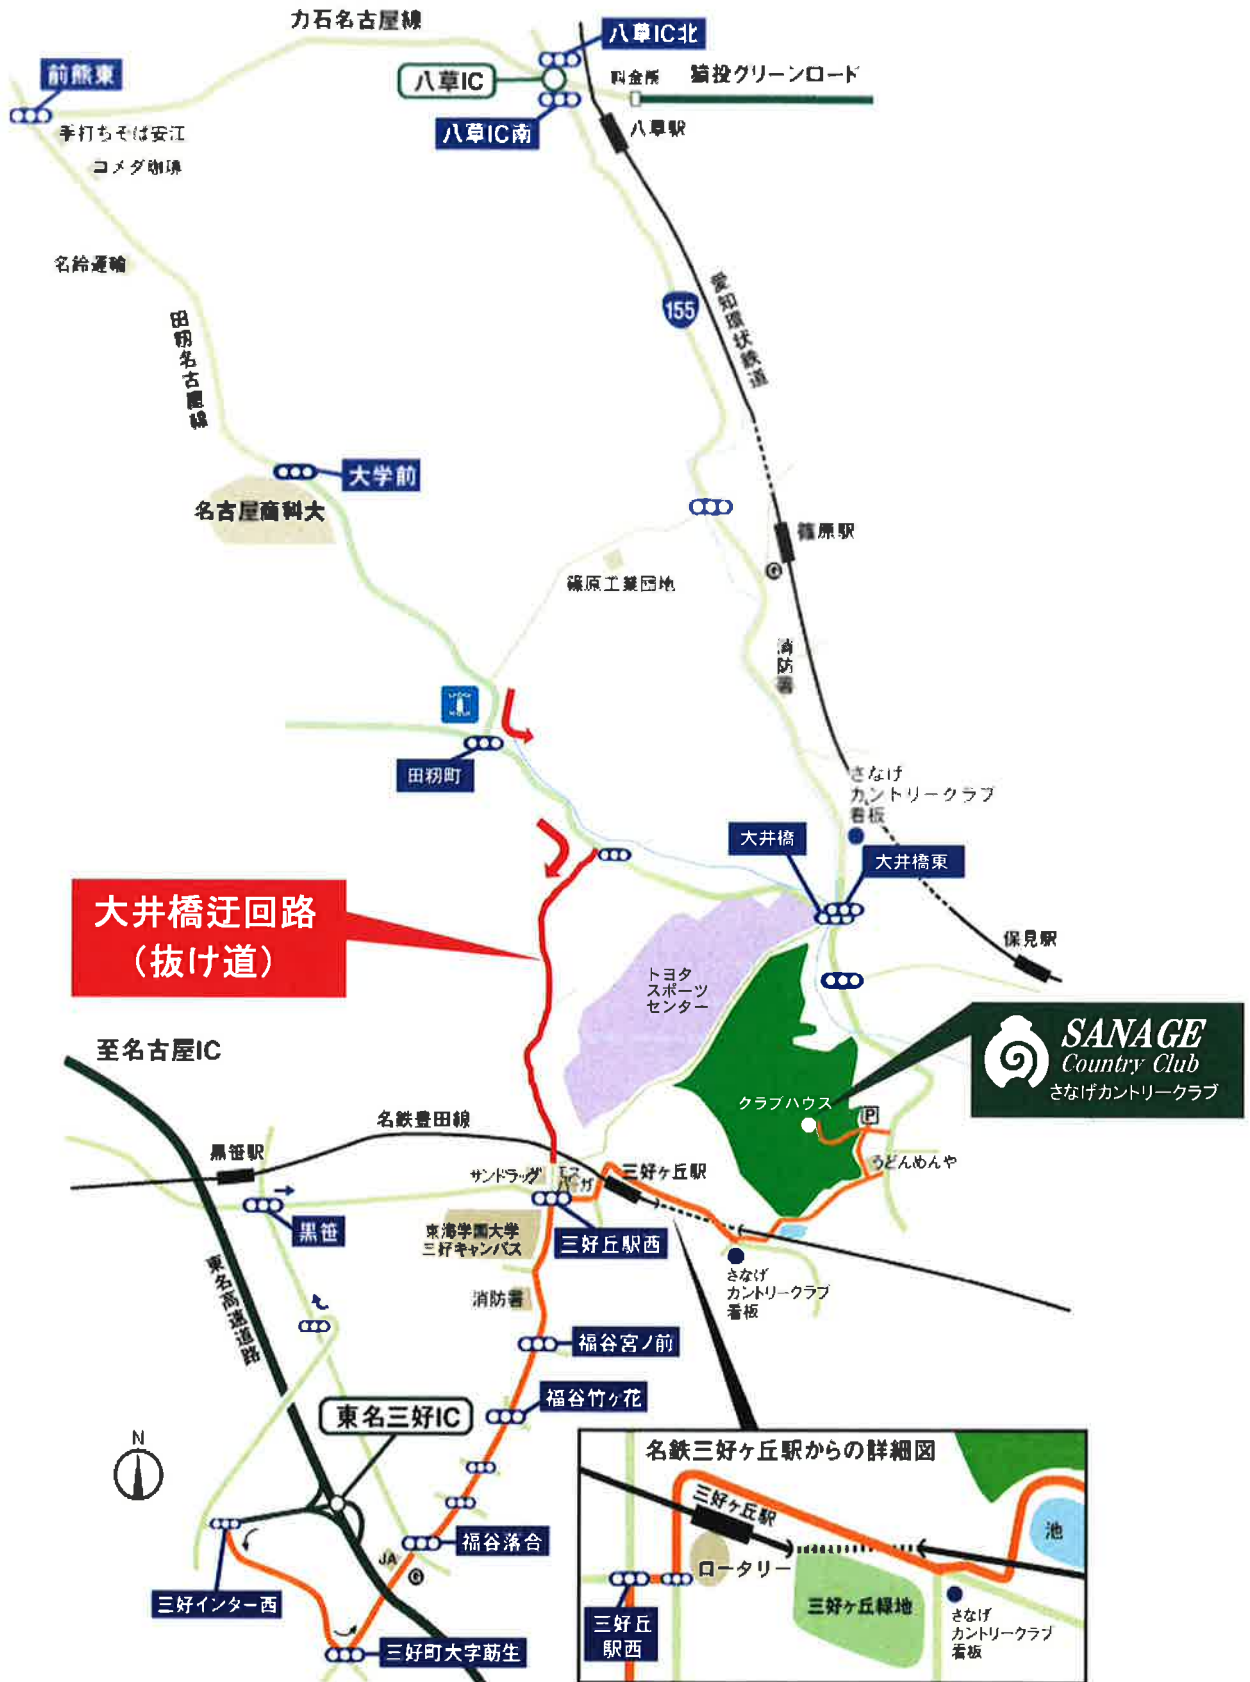 力石名古屋線
八草IC北
前熊東
八草IC
料金所
猿投グリーンロード
八草IC南
八草駅
手打ちそば安江
コメダ珈琲
名鈴運輸
愛知環状鉄道
155
田籾名古屋線
大学前
名古屋商科大
篠原駅
G
篠原工業団地
消防署
田籾町
さなげ
カントリークラブ
看板
大井橋
大井橋東
大井橋迂回路
(抜け道)
保見駅
トヨタ
スポーツ
センター
至名古屋IC
SANAGE
Country Club
さなげカントリークラブ
クラブハウス
P
名鉄豊田線
黒笹駅
うどんめんや
サンドラッグ
モスバーガー
三好ヶ丘駅
黒笹
東海学園大学
三好キャンパス
三好丘駅西
さなげ
カントリークラブ
看板
東名高速道路
消防署
福谷宮ノ前
福谷竹ヶ花
東名三好IC
N
名鉄三好ヶ丘駅からの詳細図
三好ヶ丘駅
池
福谷落合
JA
G
ロータリー
三好インター西
三好ヶ丘緑地
三好丘
駅西
さなげ
カントリークラブ
看板
三好町大字莇生